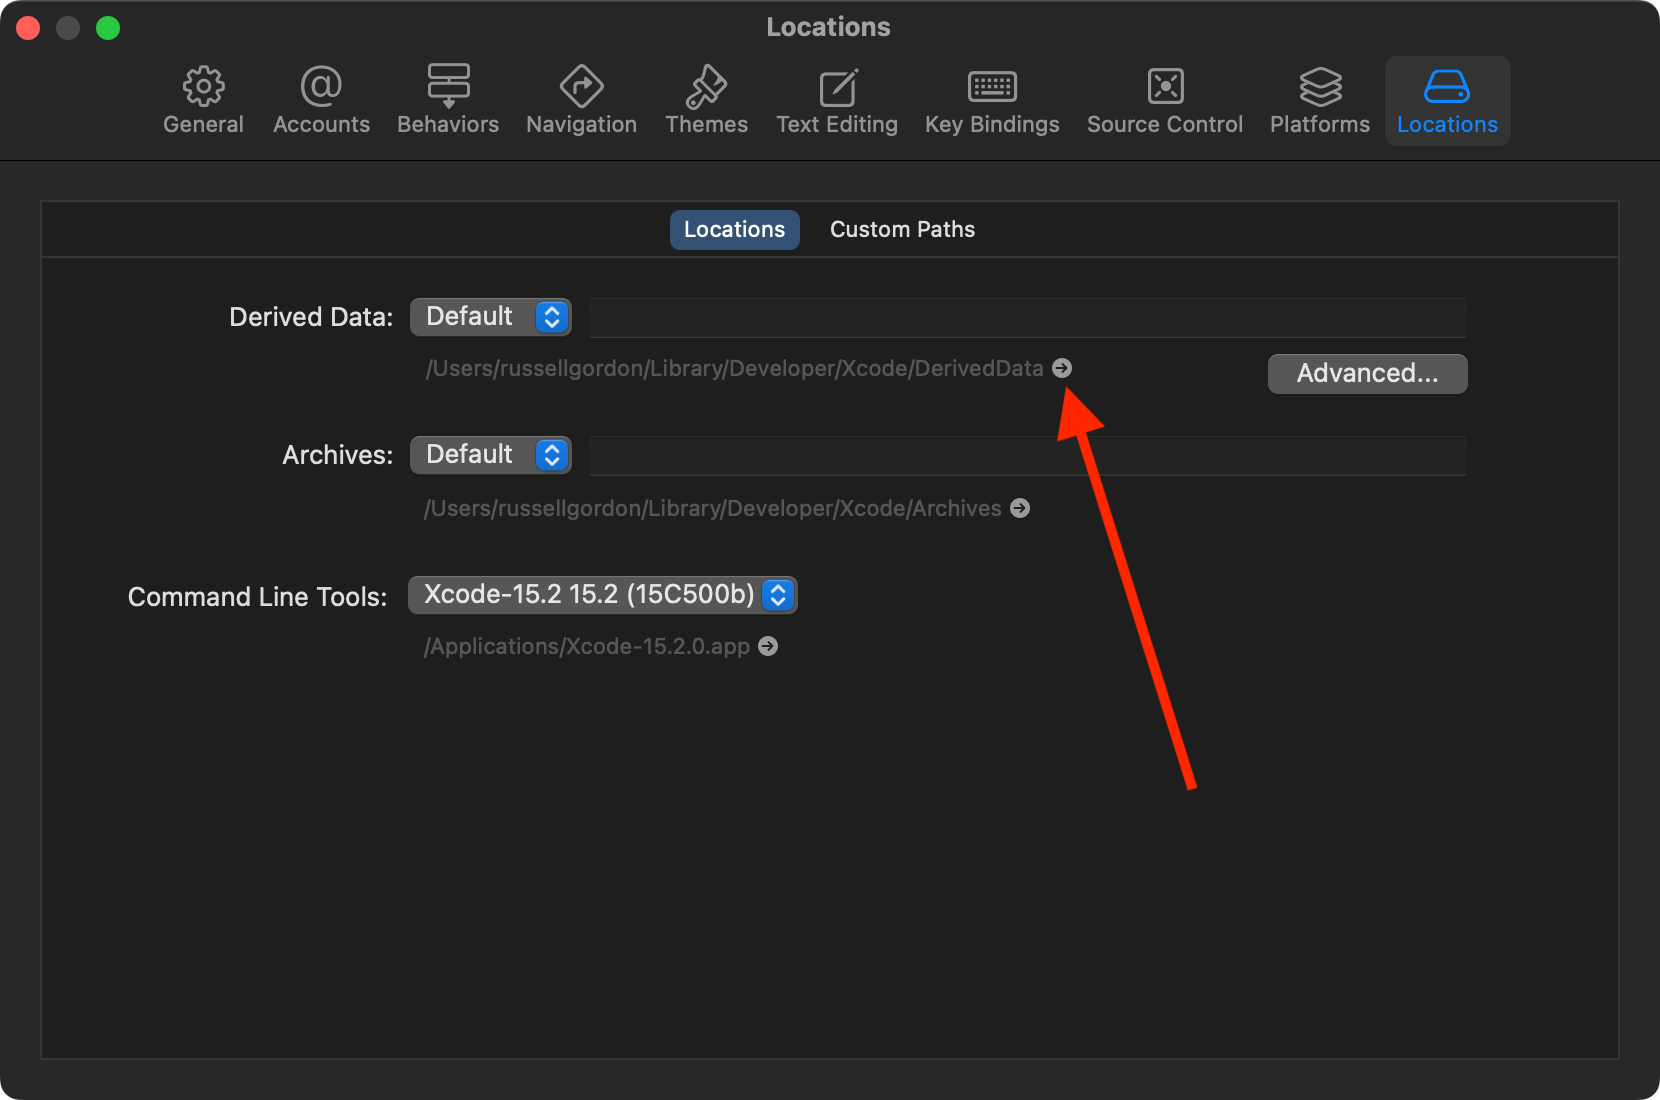 Locations
General Accounts Behaviors Navigation Themes Text Editing Key Bindings Source Control Platforms Locations
Locations Custom Paths
Derived Data: Default
/Users/russellgordon/Library/Developer/Xcode/DerivedData
Advanced...
Archives: Default
/Users/russellgordon/Library/Developer/Xcode/Archives
Command Line Tools: Xcode-15.2 15.2 (15C500b)
/Applications/Xcode-15.2.0.app